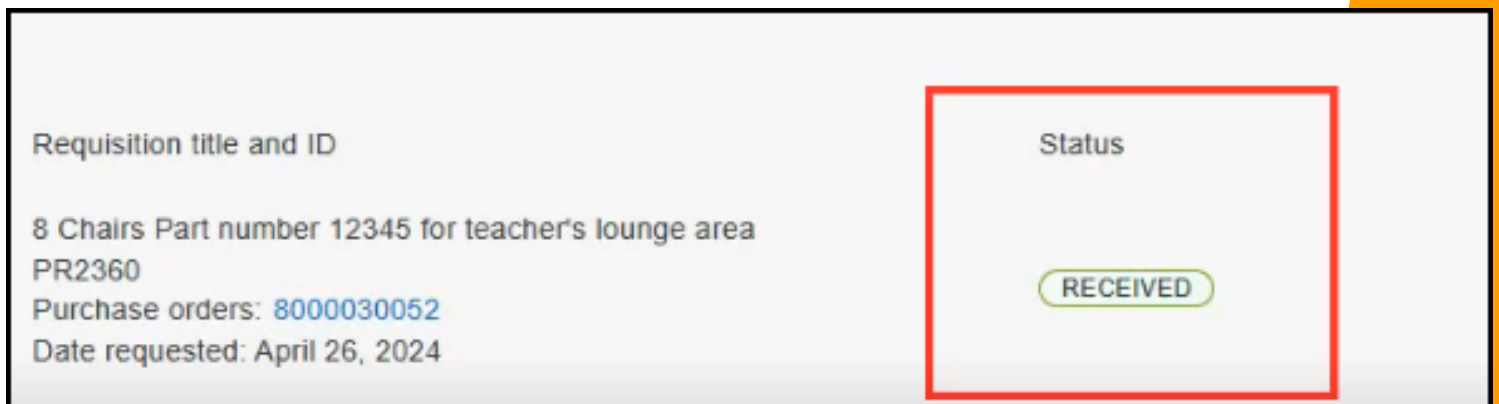 Requisition title and ID
Status
8 Chairs Part number 12345 for teacher's lounge area
PR2360
RECEIVED
Purchase orders: 8000030052
Date requested: April 26, 2024